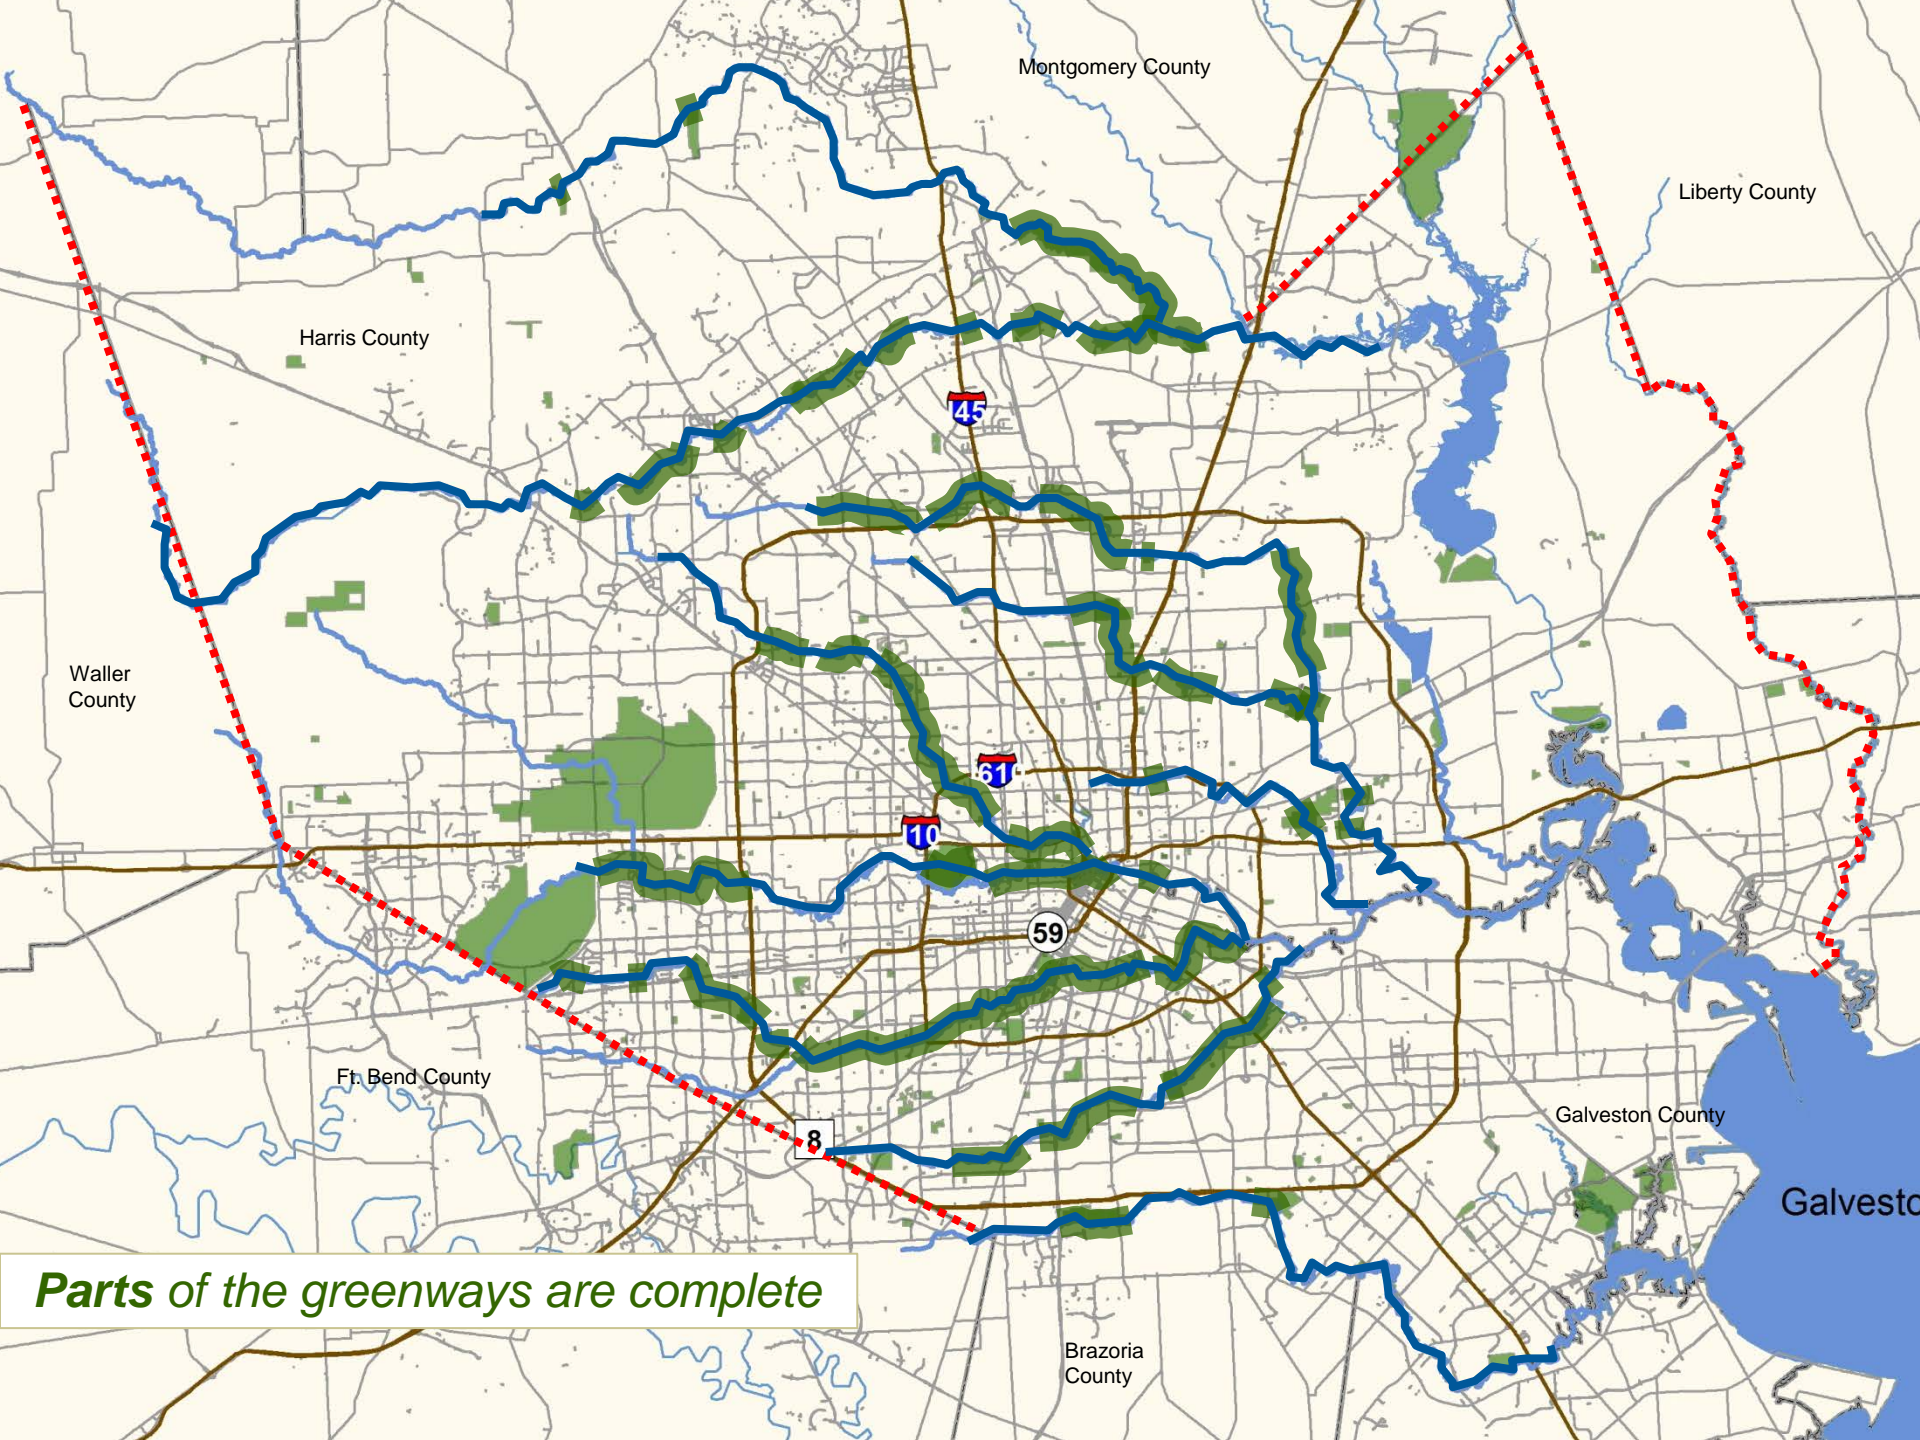 Montgomery County
Liberty County
Harris County
45
Waller
County
610
10
59
Ft. Bend County
Galveston County
8
Galvesto
Parts of the greenways are complete
Brazoria
County